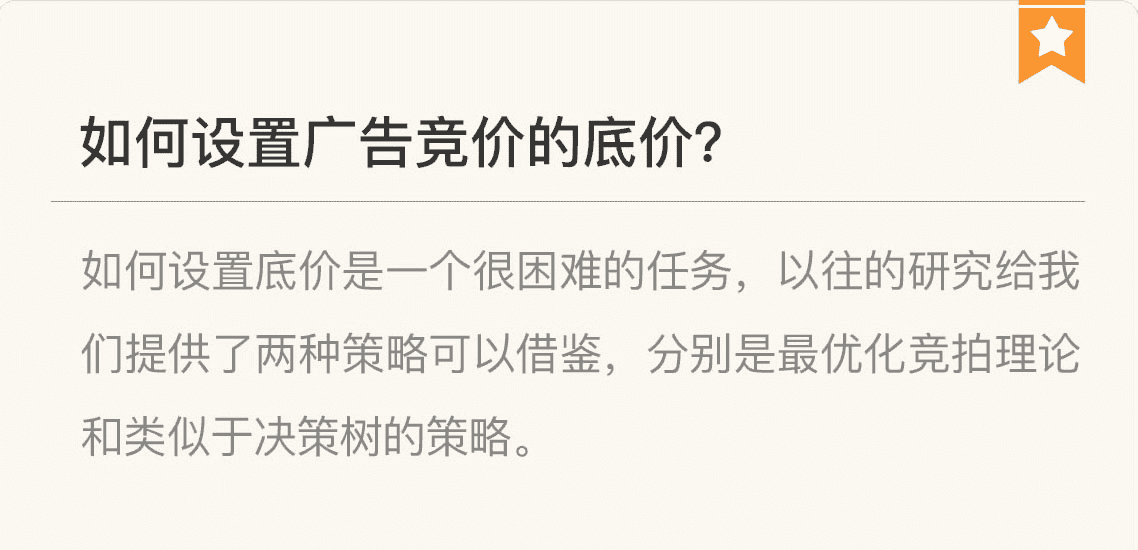 如何设置广告竞价的底价？
如何设置底价是一个很困难的任务，以往的研究给我
们提供了两种策略可以借鉴，分别是最优化竞拍理论
和类似于决策树的策略。